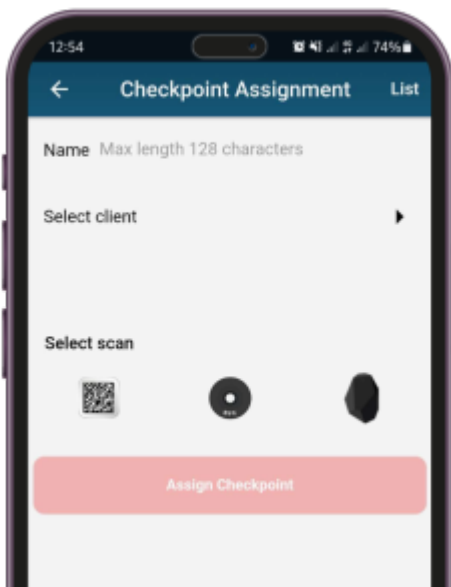 12:54
74%
← Checkpoint Assignment List
Name Max length 128 characters
Select client
Select scan
Assign Checkpoint